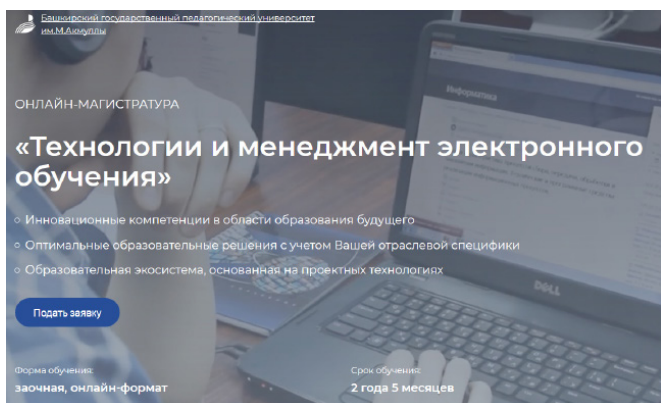 Башкирский государственный педагогический университет
им.М.Акмуллы
ОНЛАЙН-МАГИСТРАТУРА
«Технологии и менеджмент электронного
обучения»
Инновационные компетенции в области образования будущего
Оптимальные образовательные решения с учетом Вашей отраслевой специфики
Образовательная экосистема, основанная на проектных технологиях
Информатика
DELL
Подать заявку
Форма обучения:
заочная, онлайн-формат
Срок обучения:
2 года 5 месяцев